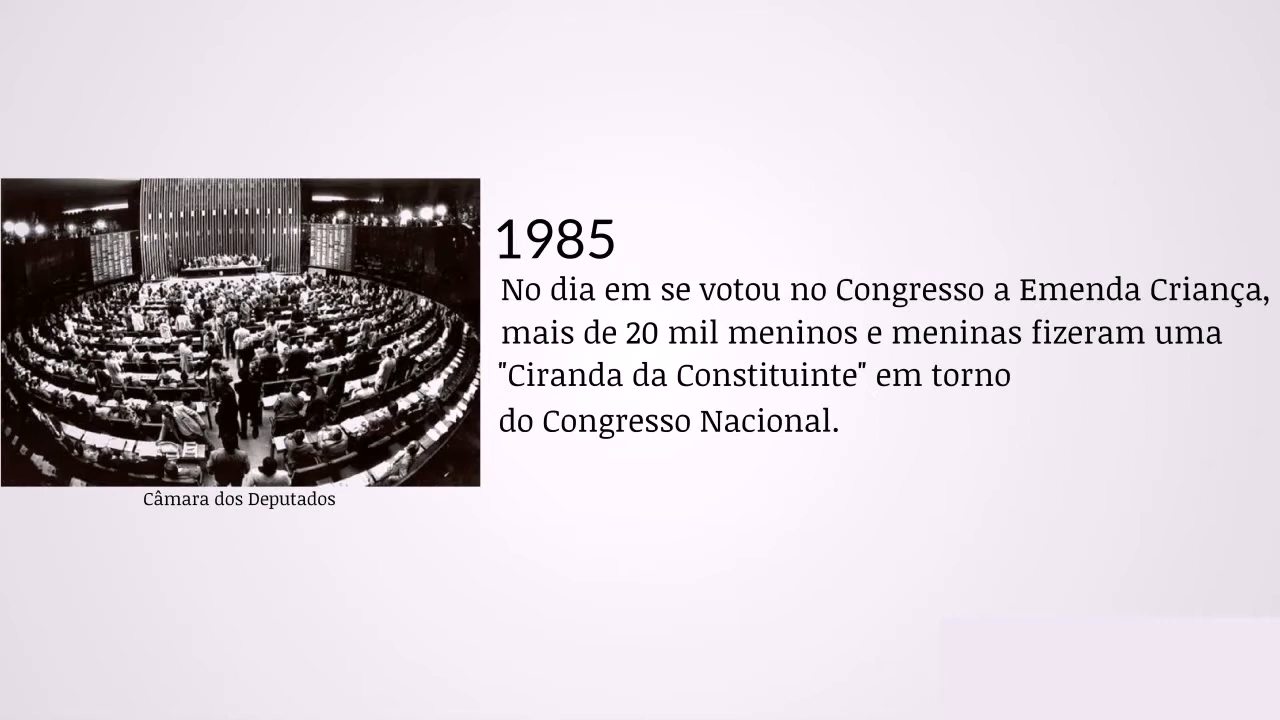 1985
No dia em se votou no Congresso a Emenda Criança,
mais de 20 mil meninos e meninas fizeram uma
"Ciranda da Constituinte" em torno
do Congresso Nacional.
Câmara dos Deputados